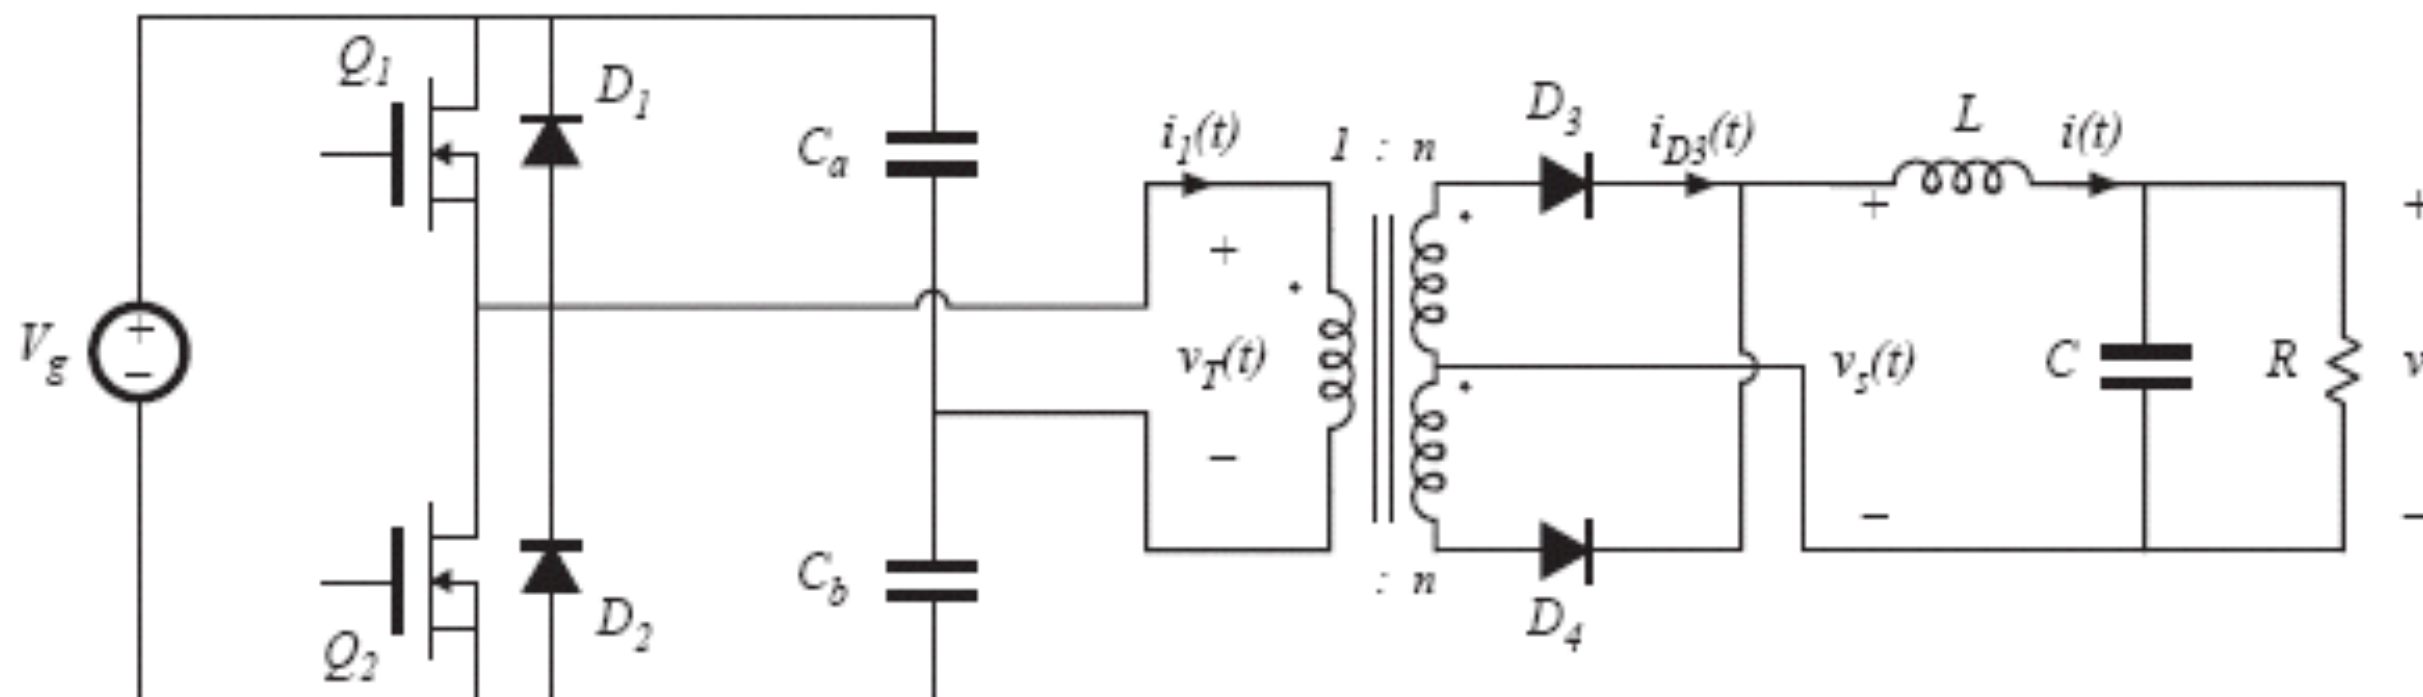 Q1
D1
Ca
i1(t)
1 : n
D3
iD3(t)
L
i(t)
+
+
+
Vg
+
−
vT(t)
vs(t)
C
R
v
−
−
−
Cb
: n
D4
Q2
D2